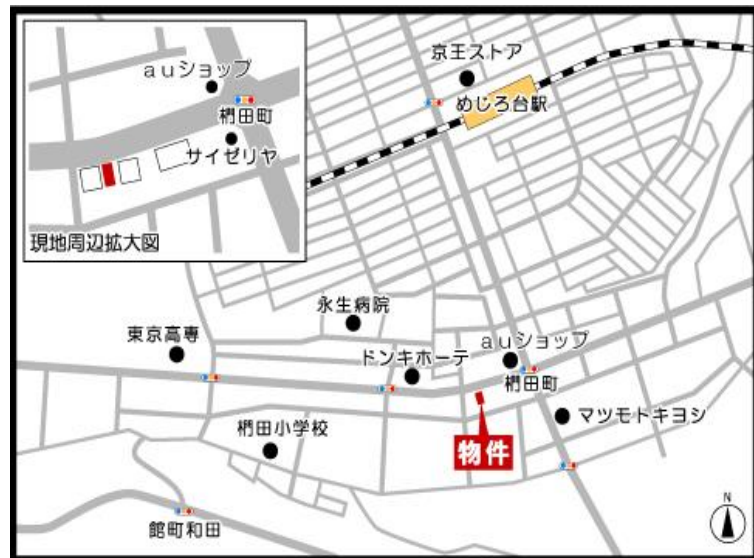 auショップ
椚田町
サイゼリヤ
現地周辺拡大図
京王ストア
めじろ台駅
永生病院
東京高専
auショップ
ドンキホーテ
椚田町
マツモトキヨシ
椚田小学校
物件
館町和田
N